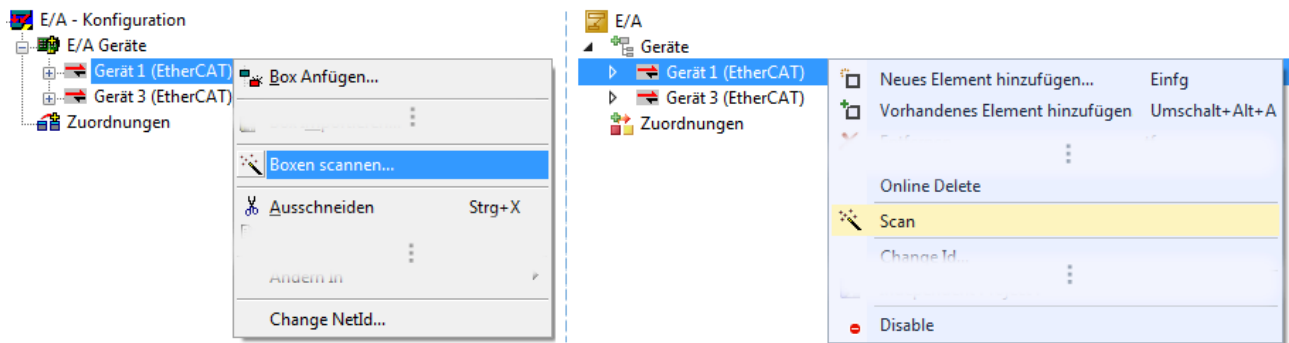 E/A - Konfiguration
E/A Geräte
Gerät 1 (EtherCAT)
Gerät 3 (EtherCAT)
Zuordnungen
Box Anfügen...
Boxen scannen...
Ausschneiden Strg+X
Ändern in
Change NetId...
E/A
Geräte
Gerät 1 (EtherCAT)
Gerät 3 (EtherCAT)
Zuordnungen
Neues Element hinzufügen... Einfg
Vorhandenes Element hinzufügen Umschalt+Alt+A
Online Delete
Scan
Change Id...
Disable